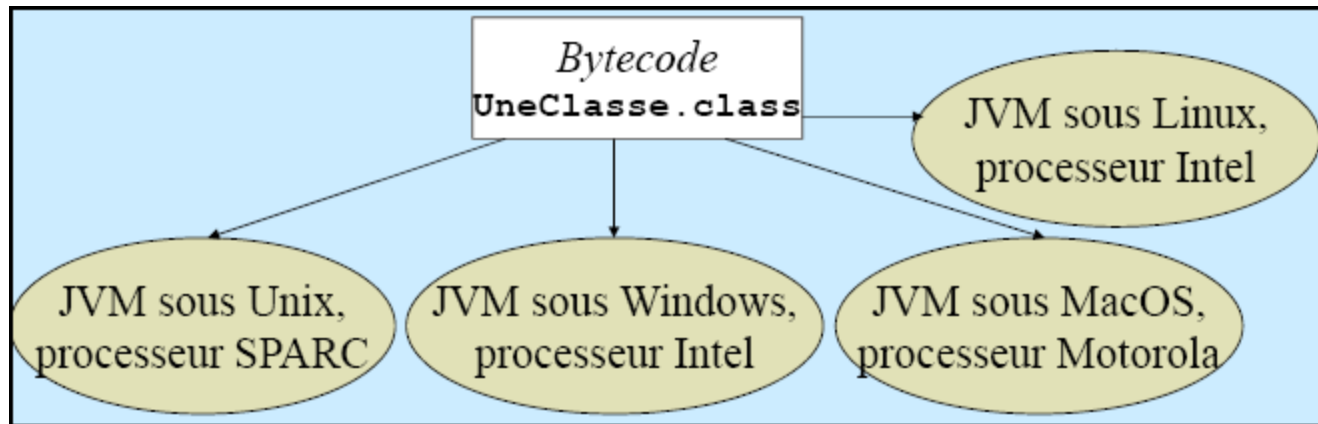 Bytecode
UneClasse.class
JVM sous Linux,
processeur Intel
JVM sous Unix,
processeur SPARC
JVM sous Windows,
processeur Intel
JVM sous MacOS,
processeur Motorola